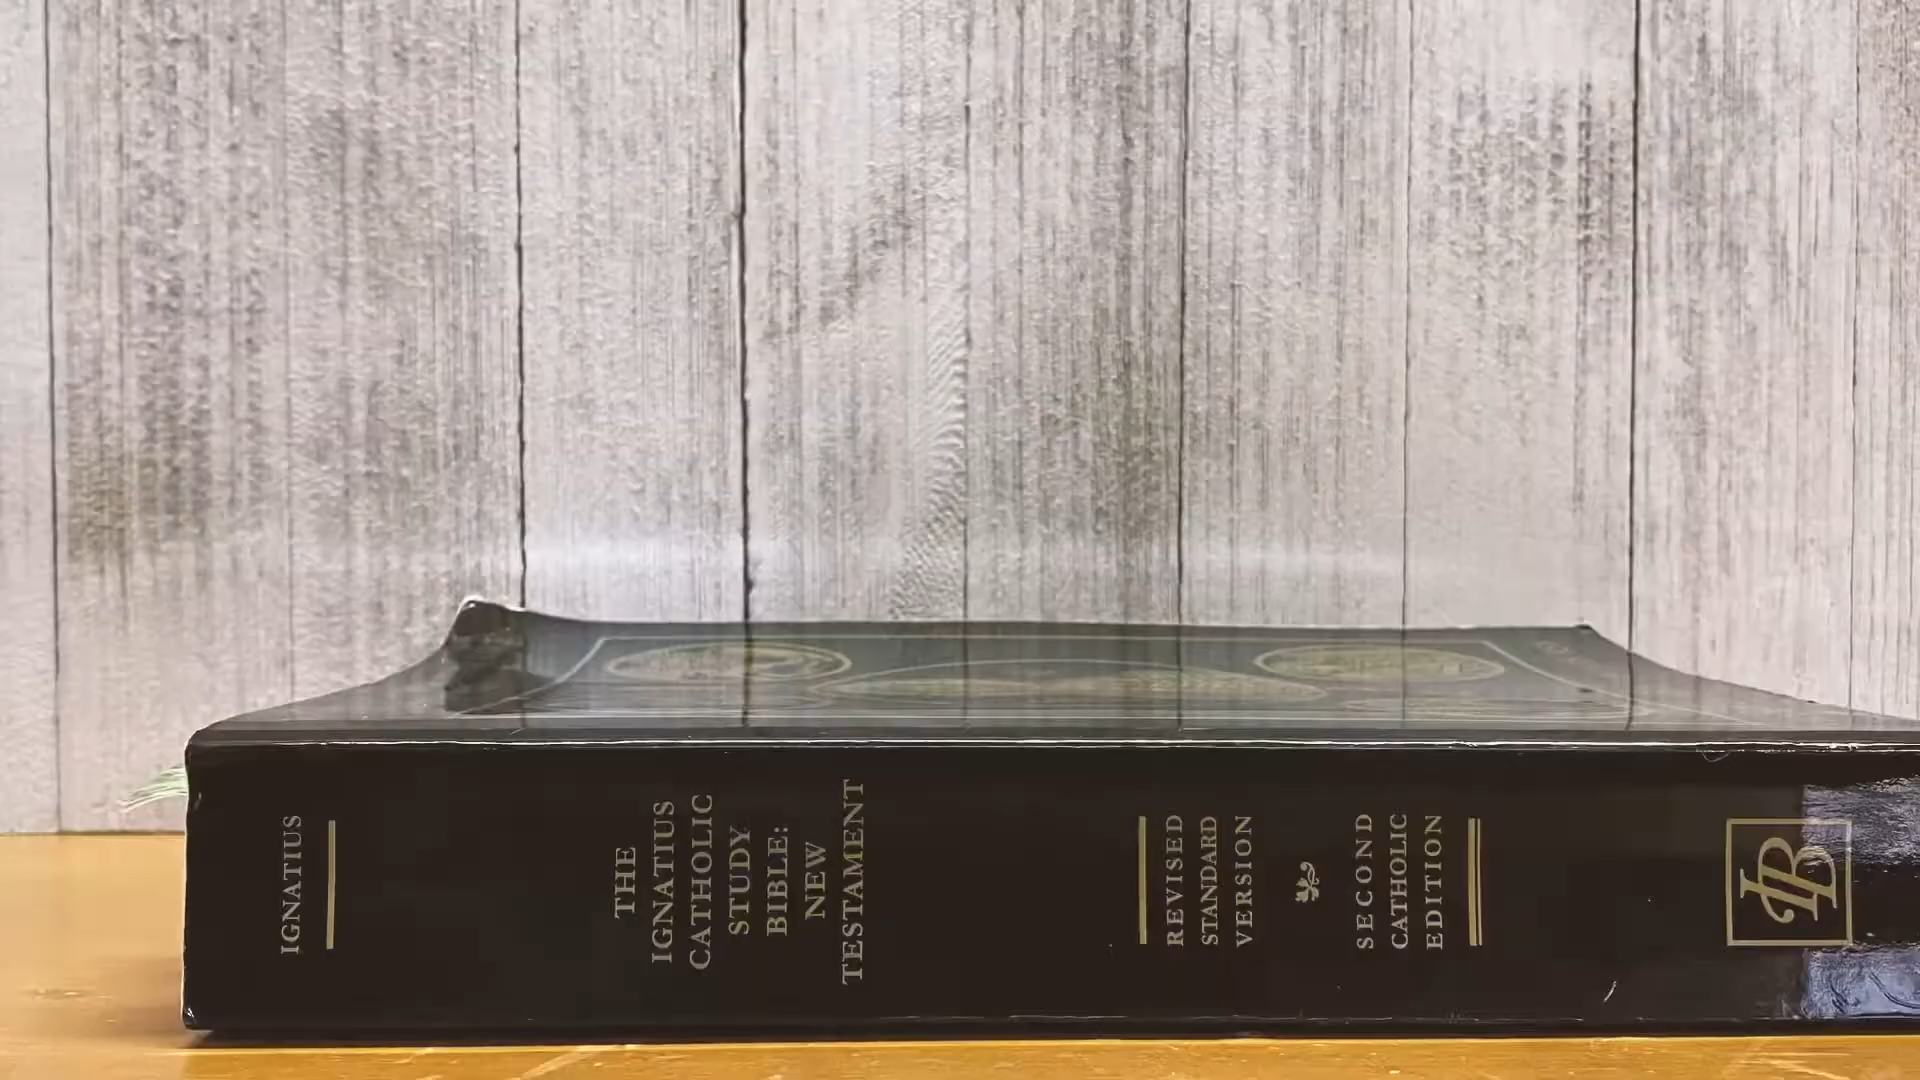 IGNATIUS
THE
IGNATIUS
CATHOLIC
STUDY
BIBLE:
NEW
TESTAMENT
REVISED
STANDARD
VERSION
SECOND
CATHOLIC
EDITION
IB